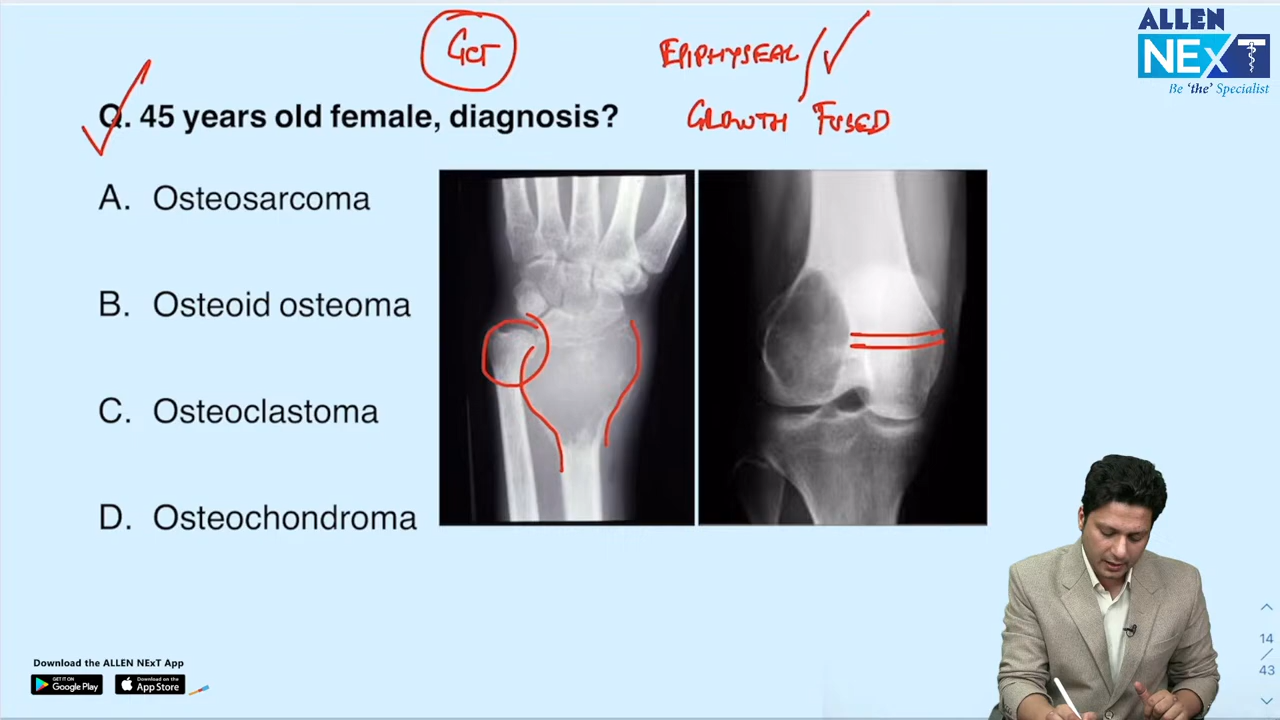 GCT
EPIPHYSEAL
GROWTH FUSED
ALLEN
NExT
Be 'the' Specialist
Q. 45 years old female, diagnosis?
A. Osteosarcoma
B. Osteoid osteoma
C. Osteoclastoma
D. Osteochondroma
14
/
43
Download the ALLEN NExT App
GET IT ON
Google Play
Download on the
App Store